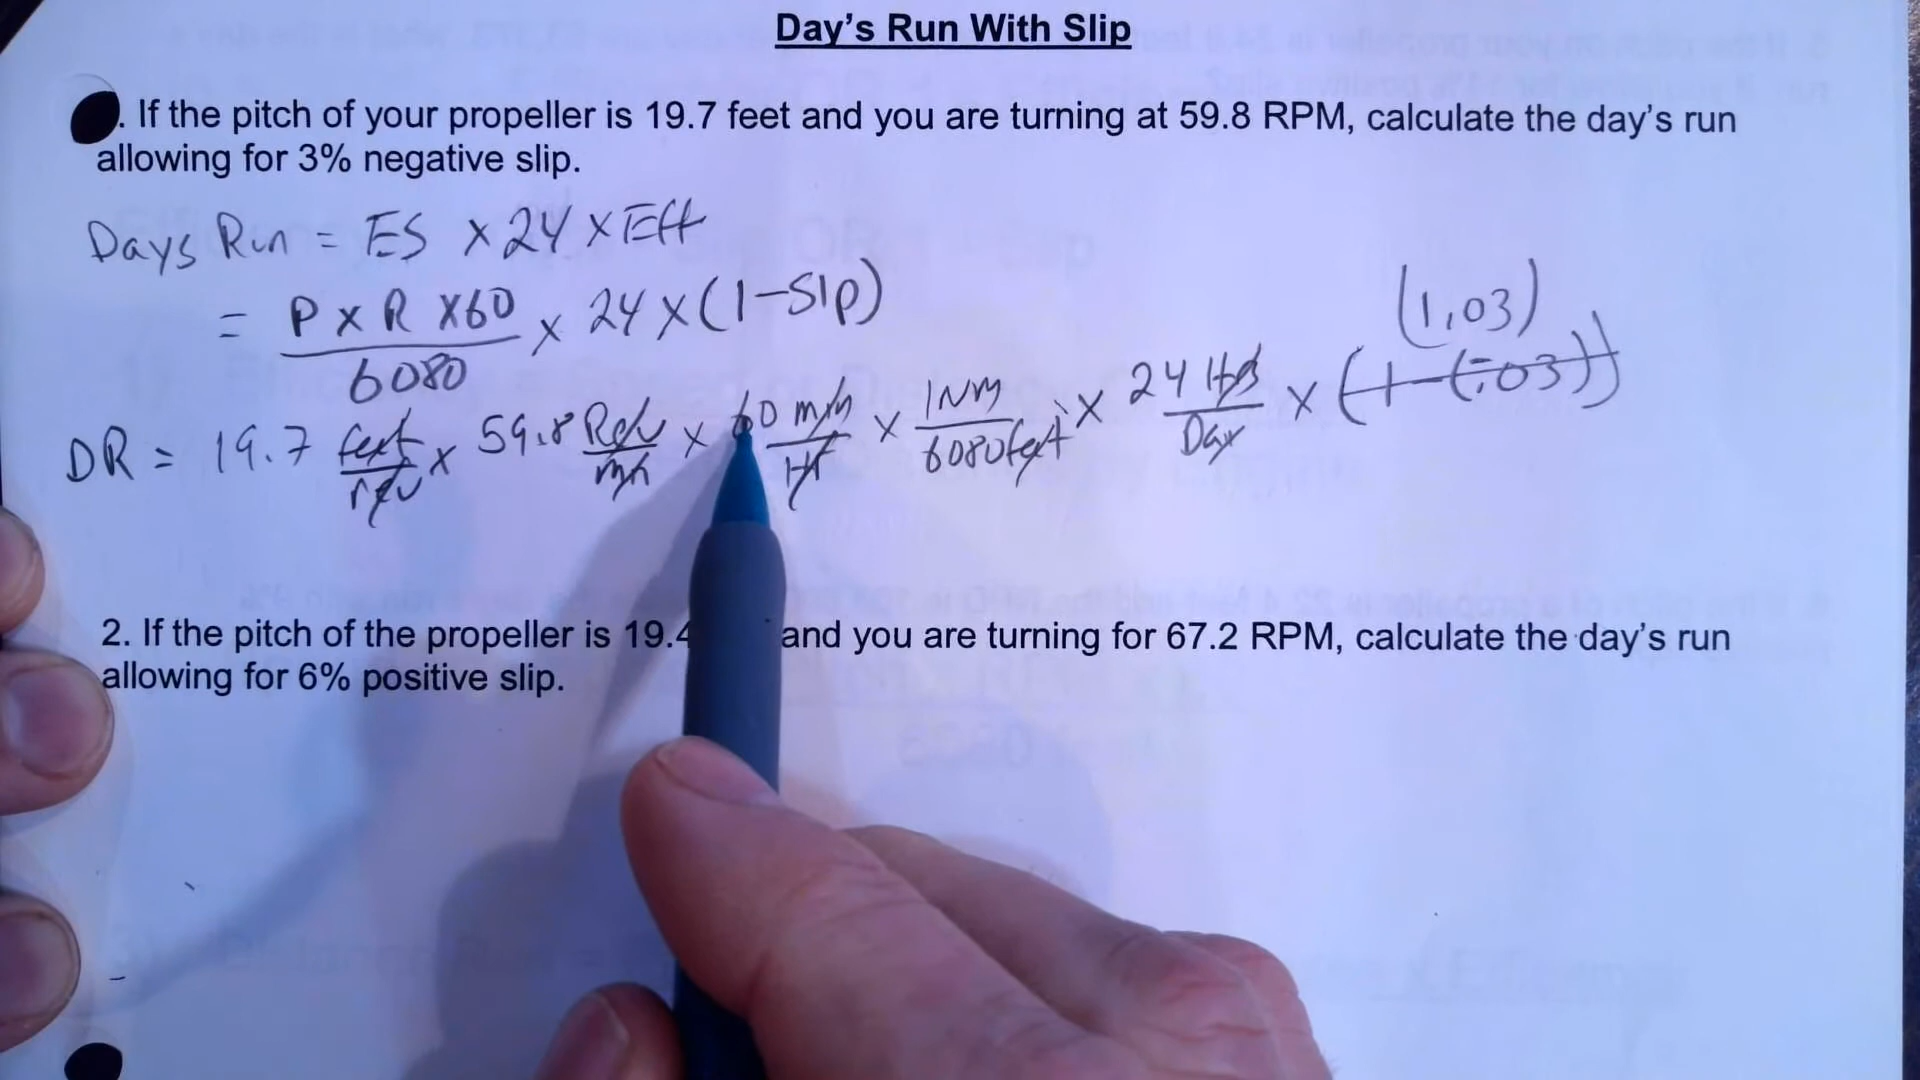 Day's Run With Slip
. If the pitch of your propeller is 19.7 feet and you are turning at 59.8 RPM, calculate the day's run
allowing for 3% negative slip.
Days Run = ES x 24 x Eff
= P x R x60 / 6080 x 24 x (1-Slp)
(1.03)
DR = 19.7 feet/rev x 59.8 Rev/min x 60 min/Hr x 1NM/6080feet x 24 Hrs/Day x (1-(-.03))
2. If the pitch of the propeller is 19.4 and you are turning for 67.2 RPM, calculate the day's run
allowing for 6% positive slip.